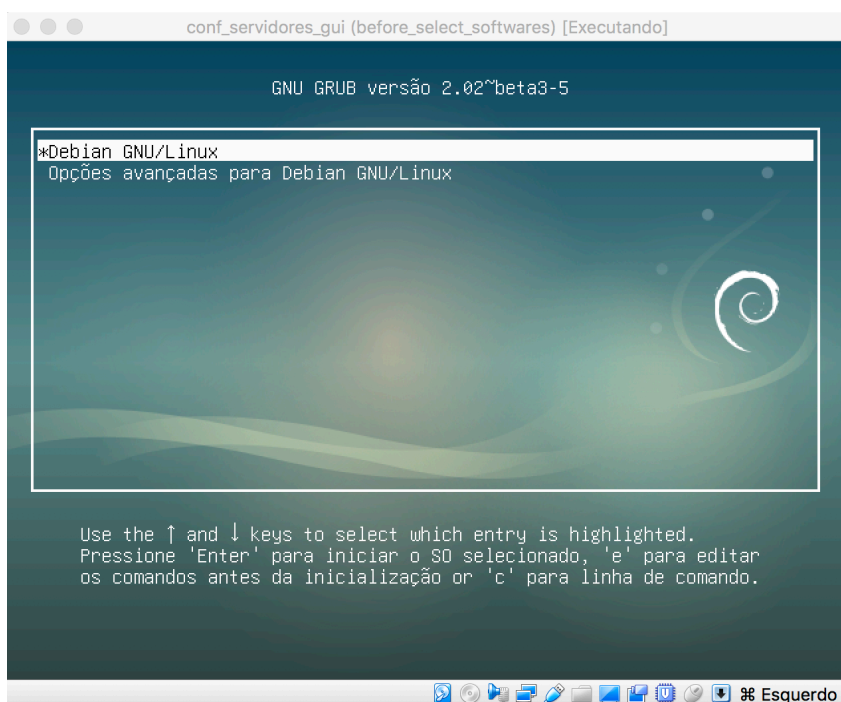 conf_servidores_gui (before_select_softwares) [Executando]
GNU GRUB versão 2.02~beta3-5
*Debian GNU/Linux
Opções avançadas para Debian GNU/Linux
Use the ↑ and ↓ keys to select which entry is highlighted.
Pressione 'Enter' para iniciar o SO selecionado, 'e' para editar
os comandos antes da inicialização or 'c' para linha de comando.
⌘ Esquerdo